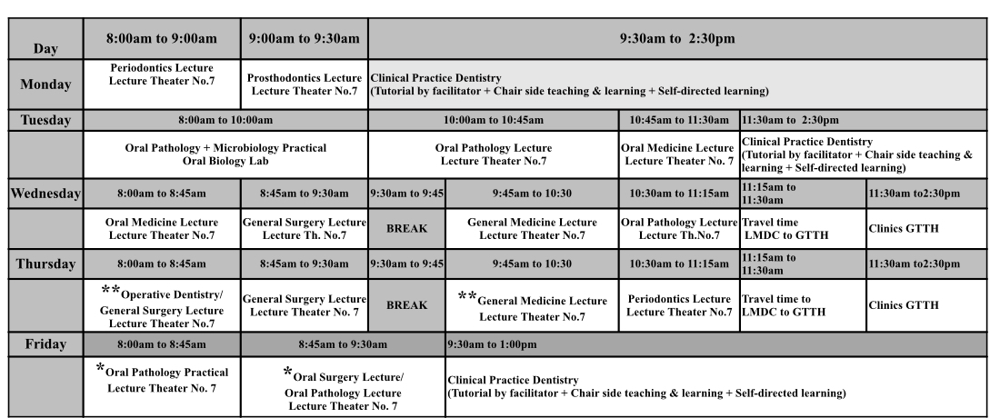 Day
8:00am to 9:00am
9:00am to 9:30am
9:30am to 2:30pm
Monday
Periodontics Lecture
Lecture Theater No.7
Prosthodontics Lecture
Lecture Theater No.7
Clinical Practice Dentistry
(Tutorial by facilitator + Chair side teaching & learning + Self-directed learning)
Tuesday
8:00am to 10:00am
10:00am to 10:45am
10:45am to 11:30am
11:30am to 2:30pm
Oral Pathology + Microbiology Practical
Oral Biology Lab
Oral Pathology Lecture
Lecture Theater No.7
Oral Medicine Lecture
Lecture Theater No. 7
Clinical Practice Dentistry
(Tutorial by facilitator + Chair side teaching &
learning + Self-directed learning)
Wednesday
8:00am to 8:45am
8:45am to 9:30am
9:30am to 9:45
9:45am to 10:30
10:30am to 11:15am
11:15am to
11:30am
11:30am to2:30pm
Oral Medicine Lecture
Lecture Theater No.7
General Surgery Lecture
Lecture Th. No.7
BREAK
General Medicine Lecture
Lecture Theater No.7
Oral Pathology Lecture
Lecture Th.No.7
Travel time
LMDC to GTTH
Clinics GTTH
Thursday
8:00am to 8:45am
8:45am to 9:30am
9:30am to 9:45
9:45am to 10:30
10:30am to 11:15am
11:15am to
11:30am
11:30am to2:30pm
**Operative Dentistry/
General Surgery Lecture
Lecture Theater No.7
General Surgery Lecture
Lecture Theater No. 7
BREAK
**General Medicine Lecture
Lecture Theater No.7
Periodontics Lecture
Lecture Theater No.7
Travel time to
LMDC to GTTH
Clinics GTTH
Friday
8:00am to 8:45am
8:45am to 9:30am
9:30am to 1:00pm
*Oral Pathology Practical
Lecture Theater No. 7
*Oral Surgery Lecture/
Oral Pathology Lecture
Lecture Theater No. 7
Clinical Practice Dentistry
(Tutorial by facilitator + Chair side teaching & learning + Self-directed learning)